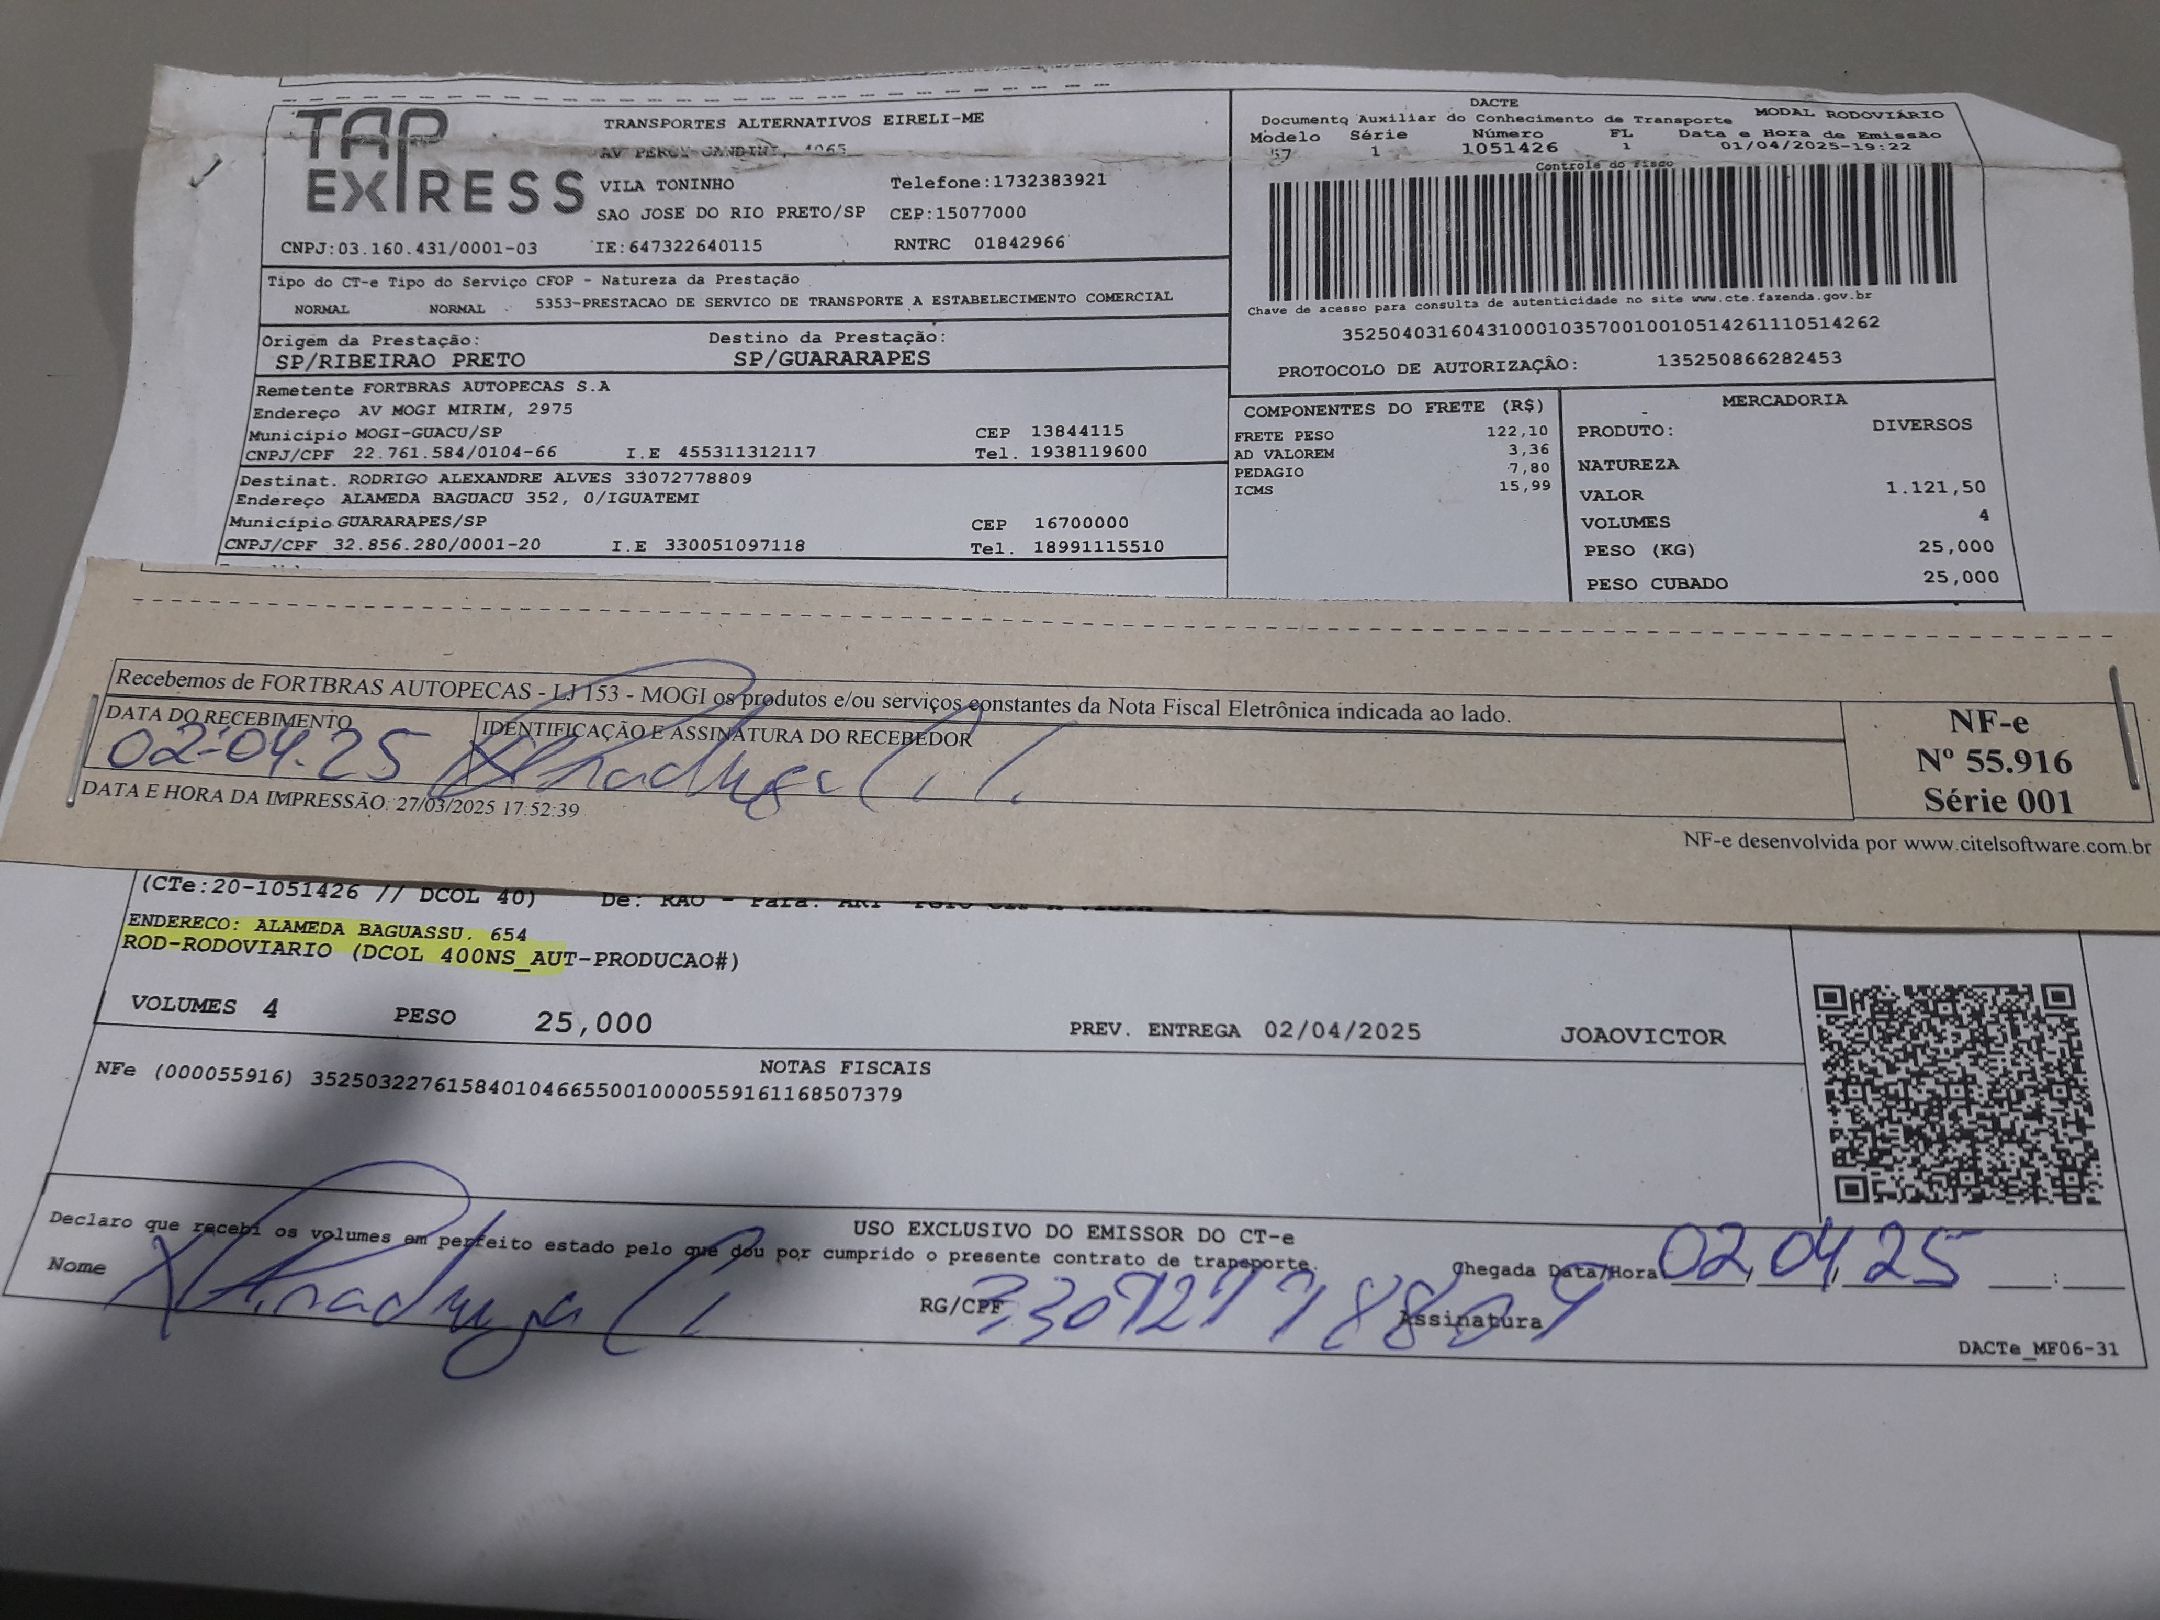 TAP EXPRESS
TRANSPORTES ALTERNATIVOS EIRELI-ME
AV PERCY GANDINI, 4065
VILA TONINHO Telefone:1732383921
SAO JOSE DO RIO PRETO/SP CEP:15077000
CNPJ:03.160.431/0001-03 IE:647322640115 RNTRC 01842966
DACTE
Documento Auxiliar do Conhecimento de Transporte MODAL RODOVIÁRIO
Modelo Série Número FL Data e Hora de Emissão
57 1 1051426 1 01/04/2025-19:22
Controle do Fisco
Chave de acesso para consulta de autenticidade no site www.cte.fazenda.gov.br
35250403160431000103570010010514261110514262
PROTOCOLO DE AUTORIZAÇÃO: 135250866282453
Tipo do CT-e Tipo do Serviço CFOP - Natureza da Prestação
NORMAL NORMAL 5353-PRESTACAO DE SERVICO DE TRANSPORTE A ESTABELECIMENTO COMERCIAL
Origem da Prestação: Destino da Prestação:
SP/RIBEIRAO PRETO SP/GUARARAPES
Remetente FORTBRAS AUTOPECAS S.A
Endereço AV MOGI MIRIM, 2975
Município MOGI-GUACU/SP CEP 13844115
CNPJ/CPF 22.761.584/0104-66 I.E 455311312117 Tel. 1938119600
Destinat. RODRIGO ALEXANDRE ALVES 33072778809
Endereço ALAMEDA BAGUACU 352, 0/IGUATEMI
Município GUARARAPES/SP CEP 16700000
CNPJ/CPF 32.856.280/0001-20 I.E 330051097118 Tel. 18991115510
COMPONENTES DO FRETE (R$)
FRETE PESO 122,10
AD VALOREM 3,36
PEDAGIO 7,80
ICMS 15,99
MERCADORIA
PRODUTO: DIVERSOS
NATUREZA
VALOR 1.121,50
VOLUMES 4
PESO (KG) 25,000
PESO CUBADO 25,000
Recebemos de FORTBRAS AUTOPECAS - LJ 153 - MOGI os produtos e/ou serviços constantes da Nota Fiscal Eletrônica indicada ao lado.
DATA DO RECEBIMENTO IDENTIFICAÇÃO E ASSINATURA DO RECEBEDOR
02-04.25
DATA E HORA DA IMPRESSÃO: 27/03/2025 17:52:39
NF-e
Nº 55.916
Série 001
NF-e desenvolvida por www.citelsoftware.com.br
(CTe:20-1051426 // DCOL 40) De: RAO - Para:
ENDERECO: ALAMEDA BAGUASSU. 654
ROD-RODOVIARIO (DCOL 400NS_AUT-PRODUCAO#)
VOLUMES 4 PESO 25,000 PREV. ENTREGA 02/04/2025 JOAOVICTOR
NOTAS FISCAIS
NFe (000055916) 35250322761584010466550010000559161168507379
USO EXCLUSIVO DO EMISSOR DO CT-e
Declaro que recebi os volumes em perfeito estado pelo que dou por cumprido o presente contrato de transporte.
Chegada Data/Hora 02,04,25 :
Nome RG/CPF Assinatura
DACTe_MF06-31